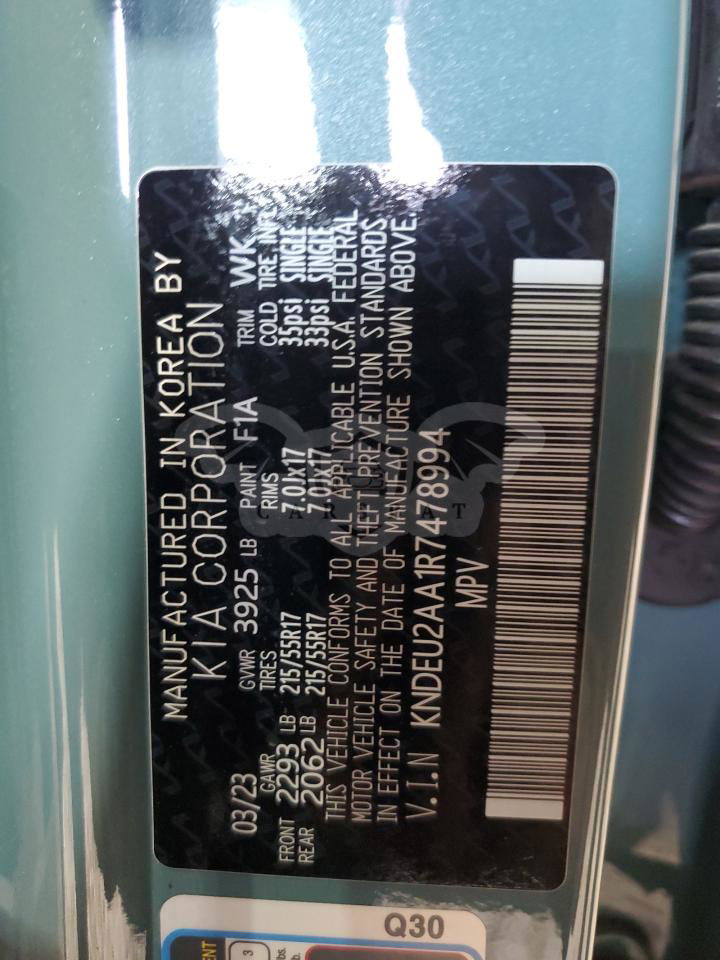 MANUFACTURED IN KOREA BY
KIA CORPORATION
03/23 GVWR 3925 LB PAINT F1A TRIM WK
GAWR TIRES RIMS COLD TIRE
FRONT 2293 LB 215/55R17 7.0Jx17 35psi SINGLE
REAR 2062 LB 215/55R17 7.0Jx17 33psi SINGLE
THIS VEHICLE CONFORMS TO ALL APPLICABLE U.S.A. FEDERAL
MOTOR VEHICLE SAFETY AND THEFT PREVENTION STANDARDS
IN EFFECT ON THE DATE OF MANUFACTURE SHOWN ABOVE.
V.I.N KNDEU2AA1R7478994
MPV
Q30
3